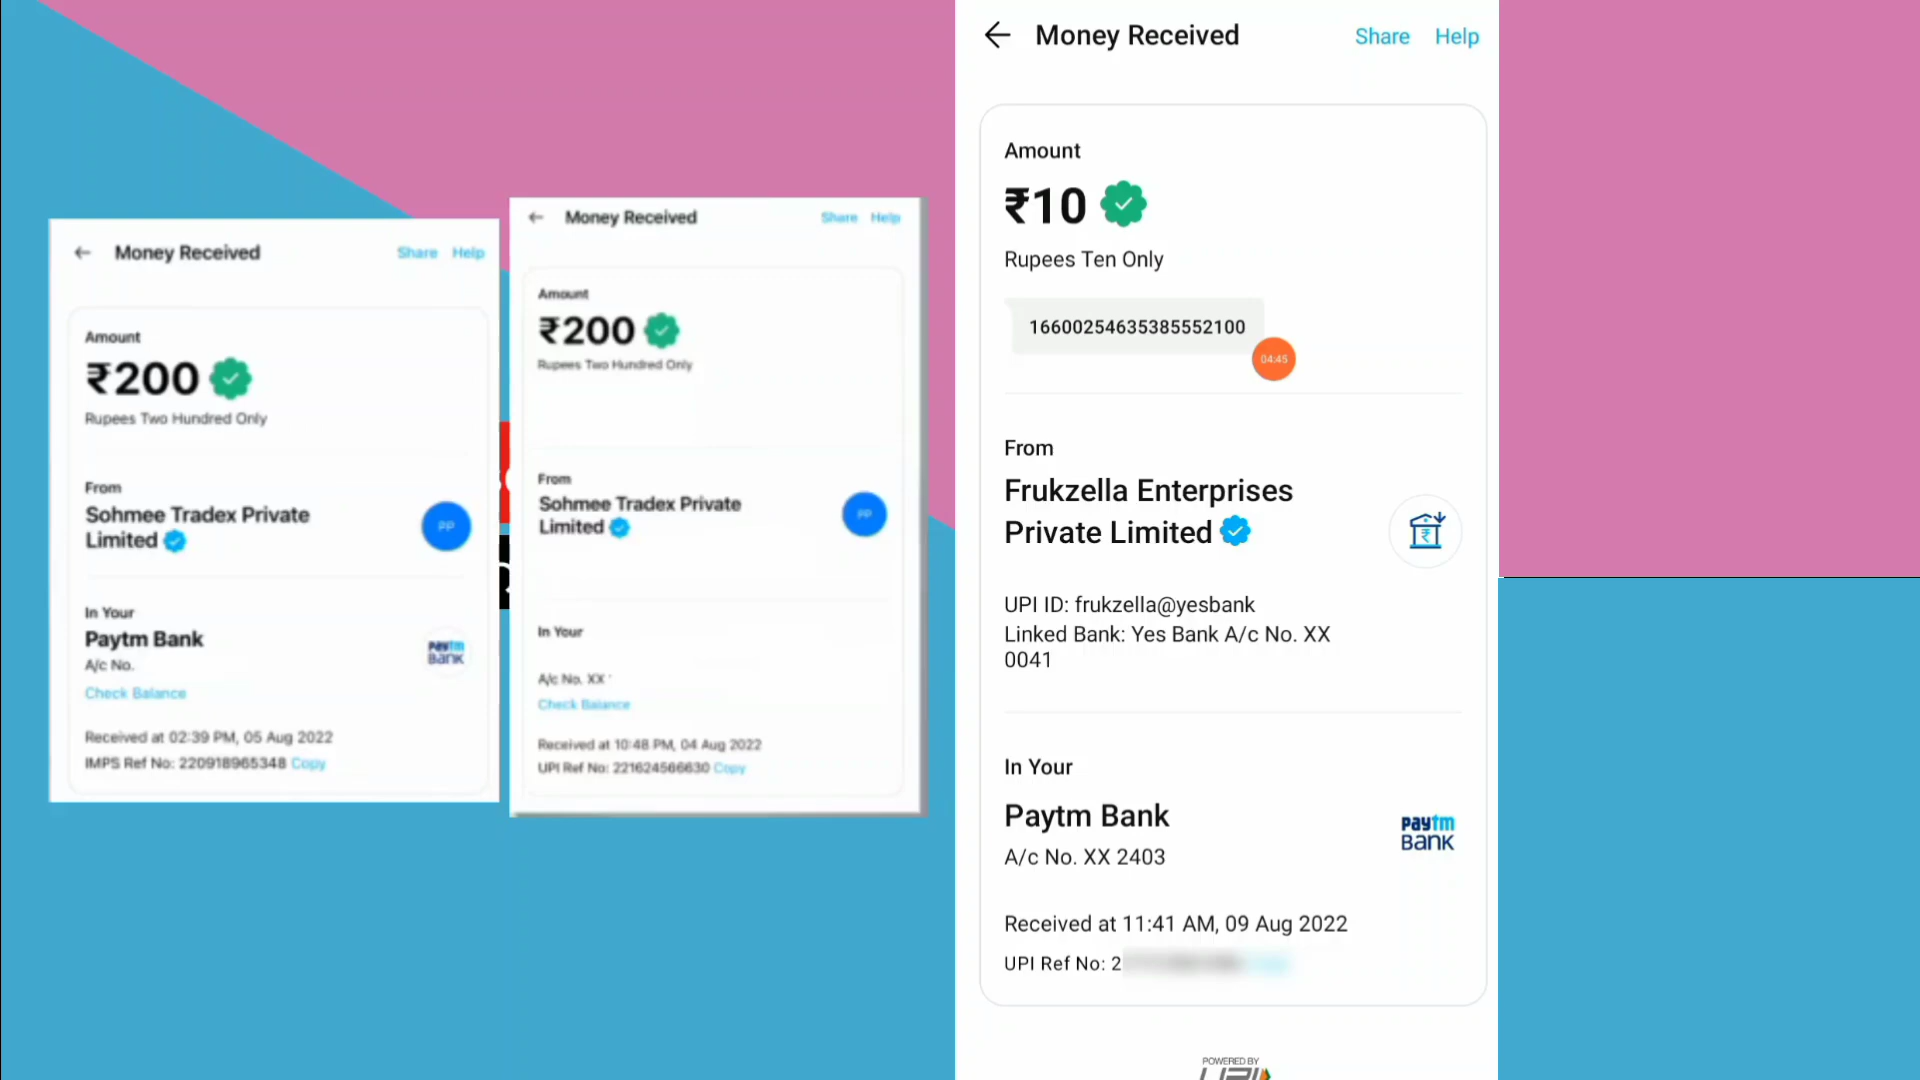 Money Received
Share Help
Amount
₹200
Rupees Two Hundred Only
From
Sohmee Tradex Private
Limited
PP
In Your
Paytm Bank
paytm
BANK
A/c No.
Check Balance
Received at 02:39 PM, 05 Aug 2022
IMPS Ref No: 220918965348 Copy
Money Received
Share Help
Amount
₹200
Rupees Two Hundred Only
From
Sohmee Tradex Private
Limited
PP
In Your
A/c No. XX
Check Balance
Received at 10:48 PM, 04 Aug 2022
UPI Ref No: 221624566630 Copy
Money Received
Share Help
Amount
₹10
Rupees Ten Only
16600254635385552100
04:45
From
Frukzella Enterprises
Private Limited
UPI ID: frukzella@yesbank
Linked Bank: Yes Bank A/c No. XX
0041
In Your
Paytm Bank
paytm
BANK
A/c No. XX 2403
Received at 11:41 AM, 09 Aug 2022
UPI Ref No: 2
POWERED BY
UPI